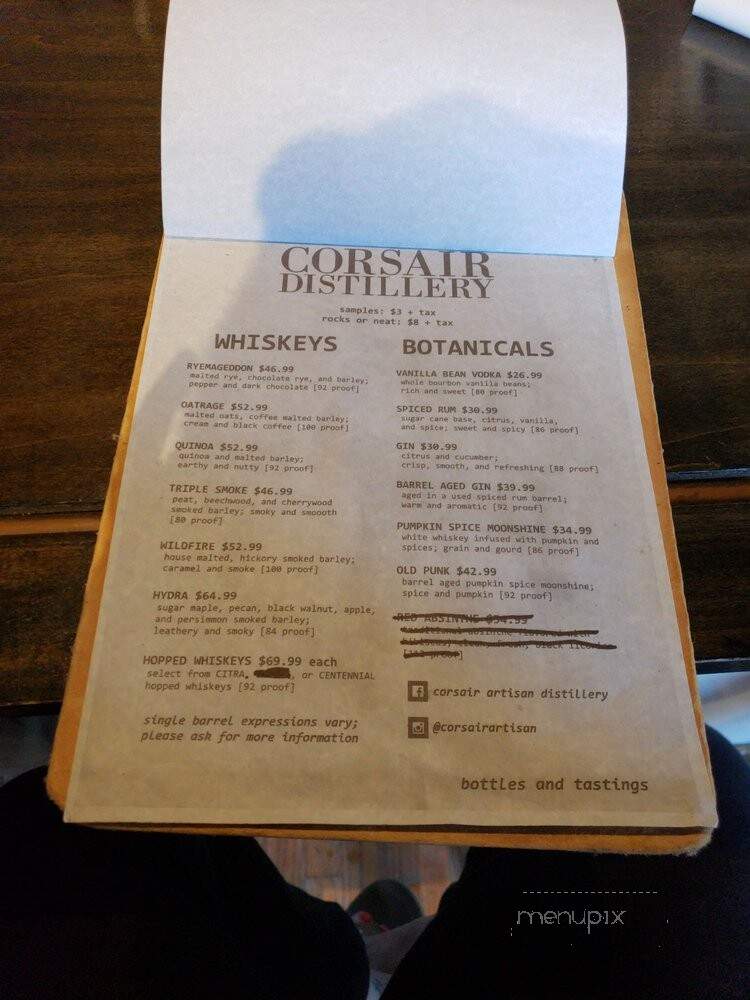 CORSAIR
DISTILLERY
samples: $3 + tax
rocks or neat: $8 + tax
WHISKEYS
RYEMAGEDDON $46.99
malted rye, chocolate rye, and barley;
pepper and dark chocolate [92 proof]
OATRAGE $52.99
malted oats, coffee malted barley;
cream and black coffee [100 proof]
QUINOA $52.99
quinoa and malted barley;
earthy and nutty [92 proof]
TRIPLE SMOKE $46.99
peat, beechwood, and cherrywood
smoked barley; smoky and smoooth
[80 proof]
WILDFIRE $52.99
house malted, hickory smoked barley;
caramel and smoke [100 proof]
HYDRA $64.99
sugar maple, pecan, black walnut, apple,
and persimmon smoked barley;
leathery and smoky [84 proof]
HOPPED WHISKEYS $69.99 each
select from CITRA, or CENTENNIAL
hopped whiskeys [92 proof]
single barrel expressions vary;
please ask for more information
BOTANICALS
VANILLA BEAN VODKA $26.99
whole bourbon vanilla beans;
rich and sweet [80 proof]
SPICED RUM $30.99
sugar cane base, citrus, vanilla,
and spice; sweet and spicy [86 proof]
GIN $30.99
citrus and cucumber;
crisp, smooth, and refreshing [88 proof]
BARREL AGED GIN $39.99
aged in a used spiced rum barrel;
warm and aromatic [92 proof]
PUMPKIN SPICE MOONSHINE $34.99
white whiskey infused with pumpkin and
spices; grain and gourd [86 proof]
OLD PUNK $42.99
barrel aged pumpkin spice moonshine;
spice and pumpkin [92 proof]
RED ABSINTHE $54.99
traditional absinthe flavored with
black
proof]
corsair artisan distillery
@corsairartisan
bottles and tastings
menupix